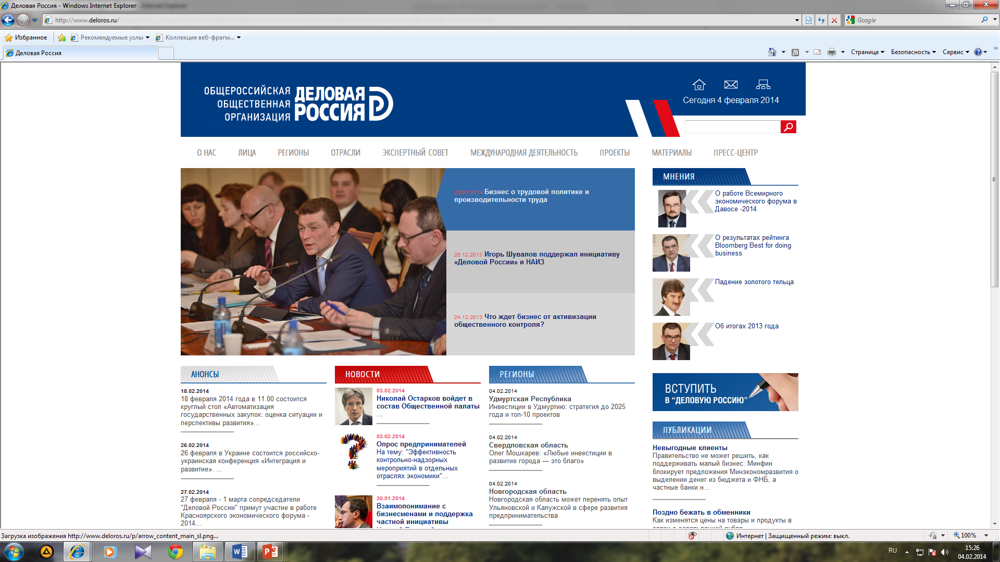 Деловая Россия - Windows Internet Explorer
http://www.deloros.ru/
Google
Избранное
Рекомендуемые узлы
Коллекция веб-фрагм...
Деловая Россия
Страница
Безопасность
Сервис
ОБЩЕРОССИЙСКАЯ
ОБЩЕСТВЕННАЯ
ОРГАНИЗАЦИЯ
ДЕЛОВАЯ
РОССИЯ
Сегодня 4 февраля 2014
О НАС
ЛИЦА
РЕГИОНЫ
ОТРАСЛИ
ЭКСПЕРТНЫЙ СОВЕТ
МЕЖДУНАРОДНАЯ ДЕЯТЕЛЬНОСТЬ
ПРОЕКТЫ
МАТЕРИАЛЫ
ПРЕСС-ЦЕНТР
22.01.2014 Бизнес о трудовой политике и
производительности труда
26.12.2013 Игорь Шувалов поддержал инициативу
«Деловой России» и НАИЗ
24.12.2013 Что ждет бизнес от активизации
общественного контроля?
МНЕНИЯ
О работе Всемирного
экономического форума в
Давосе -2014
О результатах рейтинга
Bloomberg Best for doing
business
Падение золотого тельца
Об итогах 2013 года
АНОНСЫ
18.02.2014
18 февраля 2014 года в 11.00 состоится
круглый стол «Автоматизация
государственных закупок: оценка ситуации и
перспективы развития»...
26.02.2014
26 февраля в Украине состоится российско-
украинская конференция «Интеграция и
развитие». ...
27.02.2014
27 февраля - 1 марта сопредседатели
"Деловой России" примут участие в работе
Красноярского экономического форума -
2014...
НОВОСТИ
03.02.2014
Николай Остарков войдет в
состав Общественной палаты
...
03.02.2014
Опрос предпринимателей
На тему: "Эффективность
контрольно-надзорных
мероприятий в отдельных
отраслях экономики"...
30.01.2014
Взаимопонимание с
бизнесменами и поддержка
частной инициативы
РЕГИОНЫ
04.02.2014
Удмуртская Республика
Инвестиции в Удмуртию: стратегия до 2025
года и топ-10 проектов
04.02.2014
Свердловская область
Олег Мошкарев: «Любые инвестиции в
развитие города — это благо»
04.02.2014
Новгородская область
Новгородская область может перенять опыт
Ульяновской и Калужской в сфере развития
предпринимательства
ВСТУПИТЬ
В "ДЕЛОВУЮ РОССИЮ"
ПУБЛИКАЦИИ
Невыгодные клиенты
Правительство не может решить, как
поддерживать малый бизнес: Минфин
блокирует предложения Минэкономразвития о
выделении денег из бюджета и ФНБ, а
частные банки н...
Поздно бежать в обменники
Как изменятся цены на товары и продукты в
Загрузка изображения http://www.deloros.ru/p/arrow_content_main_sl.png...
Интернет | Защищенный режим: выкл.
100%
RU
15:26
04.02.2014